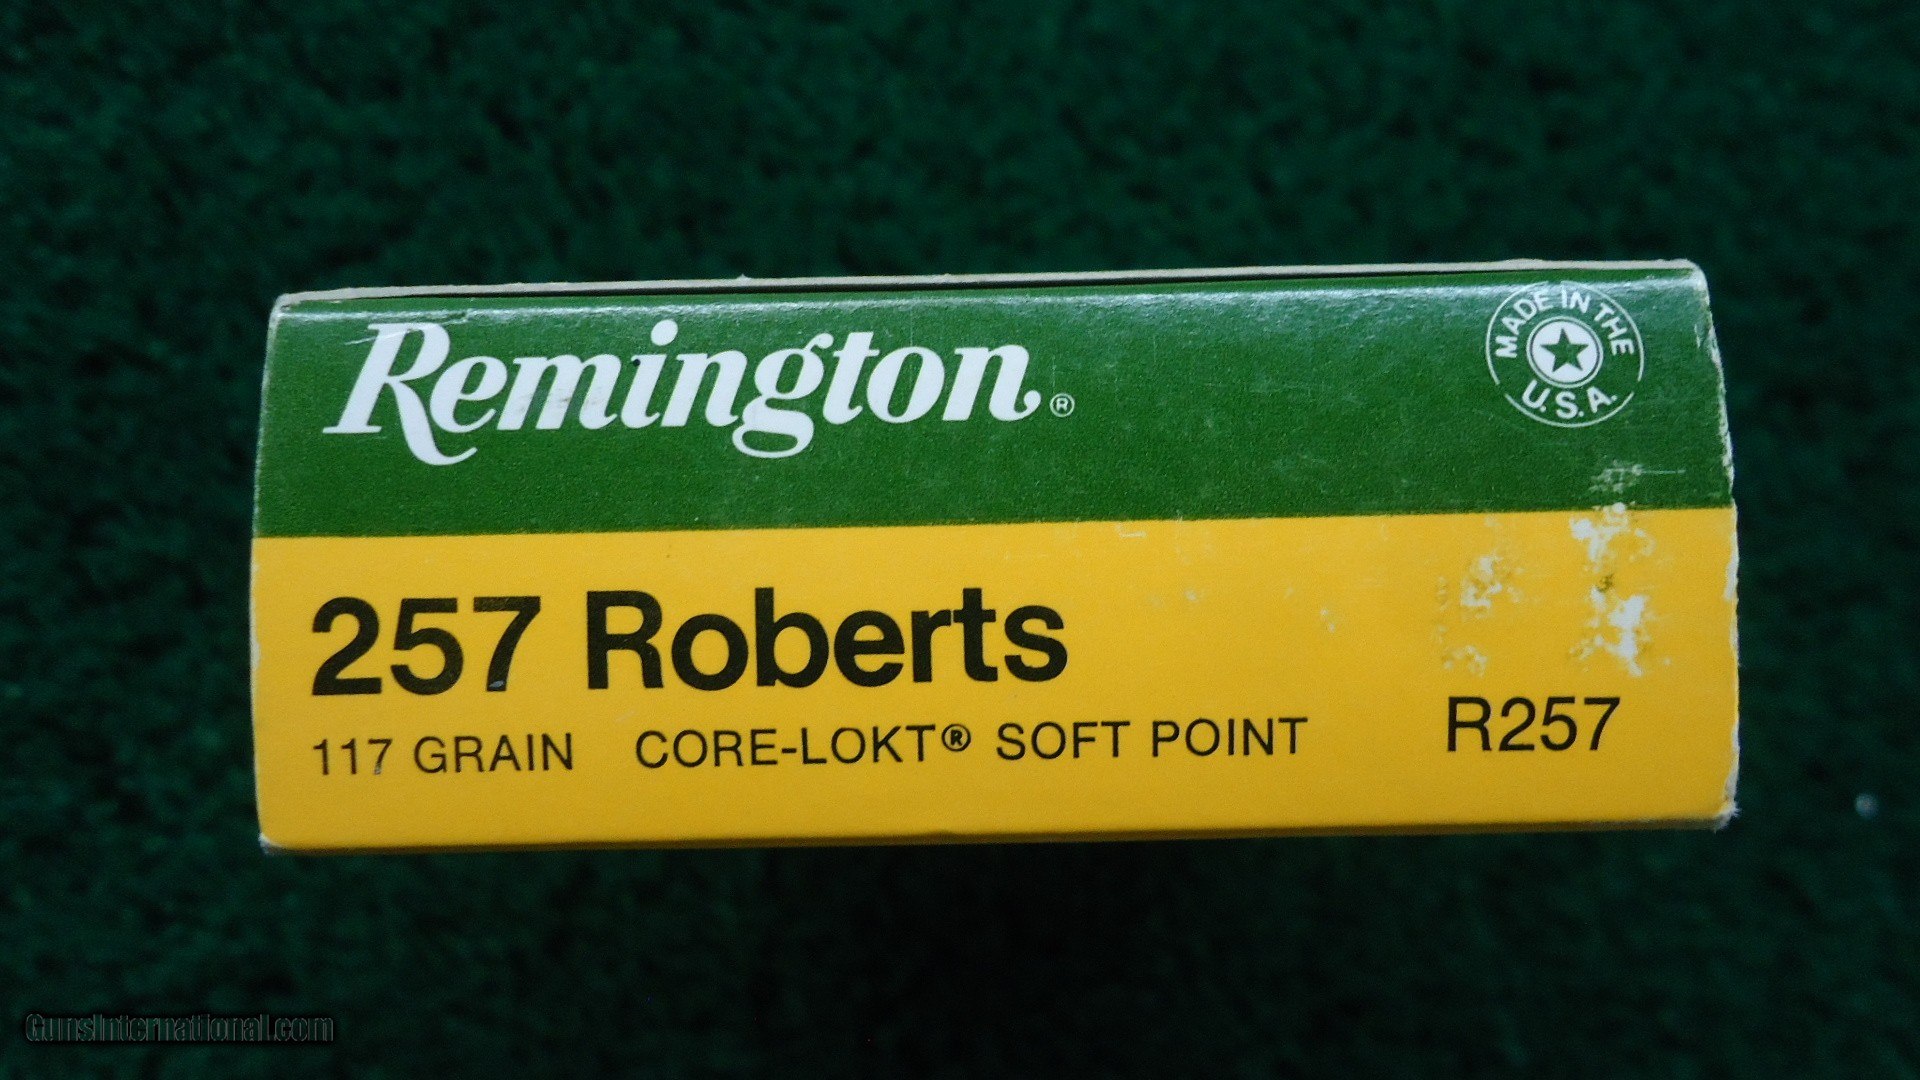 Remington®
MADE IN THE
U.S.A.
257 Roberts
117 GRAIN CORE-LOKT® SOFT POINT
R257
GunsInternational.com